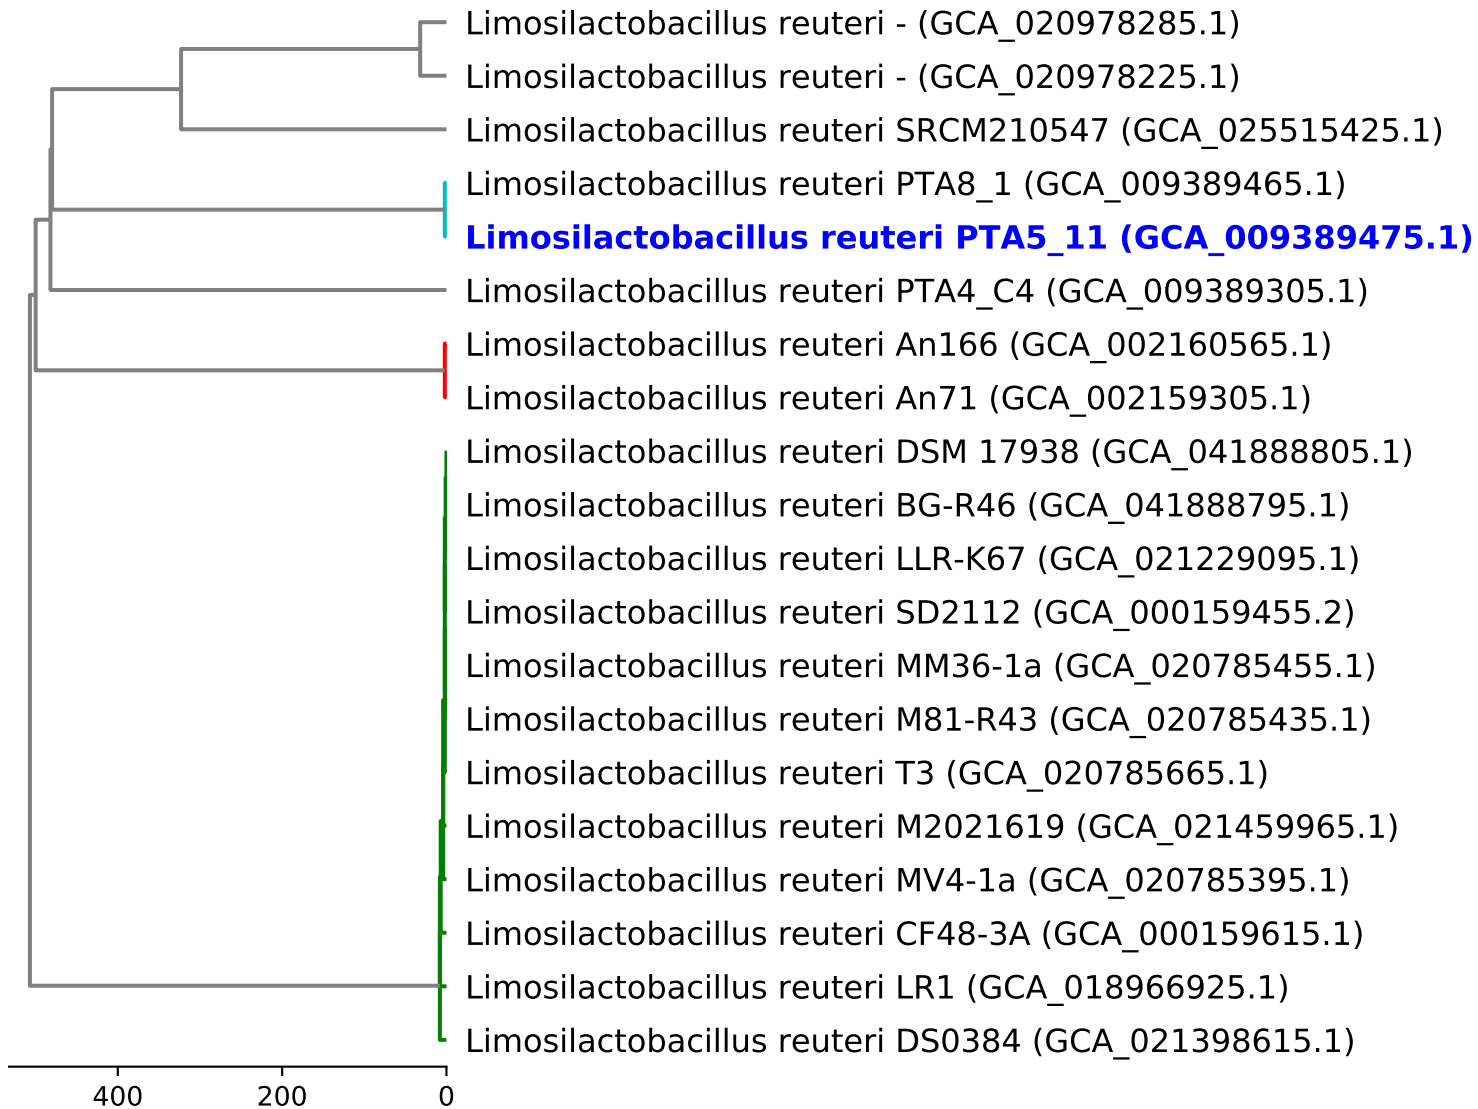 Limosilactobacillus reuteri - (GCA_020978285.1)
Limosilactobacillus reuteri - (GCA_020978225.1)
Limosilactobacillus reuteri SRCM210547 (GCA_025515425.1)
Limosilactobacillus reuteri PTA8_1 (GCA_009389465.1)
Limosilactobacillus reuteri PTA5_11 (GCA_009389475.1)
Limosilactobacillus reuteri PTA4_C4 (GCA_009389305.1)
Limosilactobacillus reuteri An166 (GCA_002160565.1)
Limosilactobacillus reuteri An71 (GCA_002159305.1)
Limosilactobacillus reuteri DSM 17938 (GCA_041888805.1)
Limosilactobacillus reuteri BG-R46 (GCA_041888795.1)
Limosilactobacillus reuteri LLR-K67 (GCA_021229095.1)
Limosilactobacillus reuteri SD2112 (GCA_000159455.2)
Limosilactobacillus reuteri MM36-1a (GCA_020785455.1)
Limosilactobacillus reuteri M81-R43 (GCA_020785435.1)
Limosilactobacillus reuteri T3 (GCA_020785665.1)
Limosilactobacillus reuteri M2021619 (GCA_021459965.1)
Limosilactobacillus reuteri MV4-1a (GCA_020785395.1)
Limosilactobacillus reuteri CF48-3A (GCA_000159615.1)
Limosilactobacillus reuteri LR1 (GCA_018966925.1)
Limosilactobacillus reuteri DS0384 (GCA_021398615.1)
400 200 0